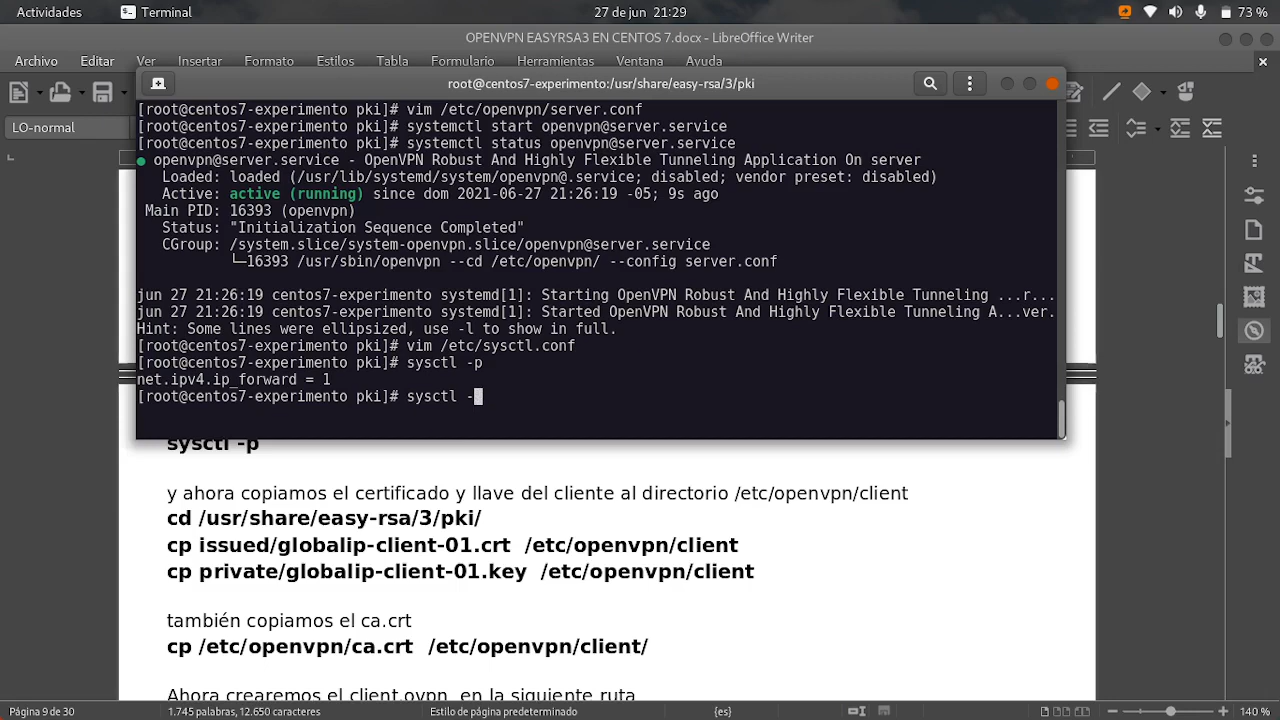 Actividades
Terminal
27 de jun 21:29
73 %
OPENVPN EASYRSA3 EN CENTOS 7.docx - LibreOffice Writer
Archivo Editar Ver Insertar Formato Estilos Tabla Formulario Herramientas Ventana Ayuda
root@centos7-experimento:/usr/share/easy-rsa/3/pki
LO-normal
[root@centos7-experimento pki]# vim /etc/openvpn/server.conf
[root@centos7-experimento pki]# systemctl start openvpn@server.service
[root@centos7-experimento pki]# systemctl status openvpn@server.service
● openvpn@server.service - OpenVPN Robust And Highly Flexible Tunneling Application On server
Loaded: loaded (/usr/lib/systemd/system/openvpn@.service; disabled; vendor preset: disabled)
Active: active (running) since dom 2021-06-27 21:26:19 -05; 9s ago
Main PID: 16393 (openvpn)
Status: "Initialization Sequence Completed"
CGroup: /system.slice/system-openvpn.slice/openvpn@server.service
└─16393 /usr/sbin/openvpn --cd /etc/openvpn/ --config server.conf
jun 27 21:26:19 centos7-experimento systemd[1]: Starting OpenVPN Robust And Highly Flexible Tunneling ...r...
jun 27 21:26:19 centos7-experimento systemd[1]: Started OpenVPN Robust And Highly Flexible Tunneling A...ver.
Hint: Some lines were ellipsized, use -l to show in full.
[root@centos7-experimento pki]# vim /etc/sysctl.conf
[root@centos7-experimento pki]# sysctl -p
net.ipv4.ip_forward = 1
[root@centos7-experimento pki]# sysctl -
sysctl -p
y ahora copiamos el certificado y llave del cliente al directorio /etc/openvpn/client
cd /usr/share/easy-rsa/3/pki/
cp issued/globalip-client-01.crt /etc/openvpn/client
cp private/globalip-client-01.key /etc/openvpn/client
también copiamos el ca.crt
cp /etc/openvpn/ca.crt /etc/openvpn/client/
Ahora crearemos el client.ovpn en la siguiente ruta
Página 9 de 30
1.745 palabras, 12.650 caracteres
Estilo de página predeterminado
{es}
140 %